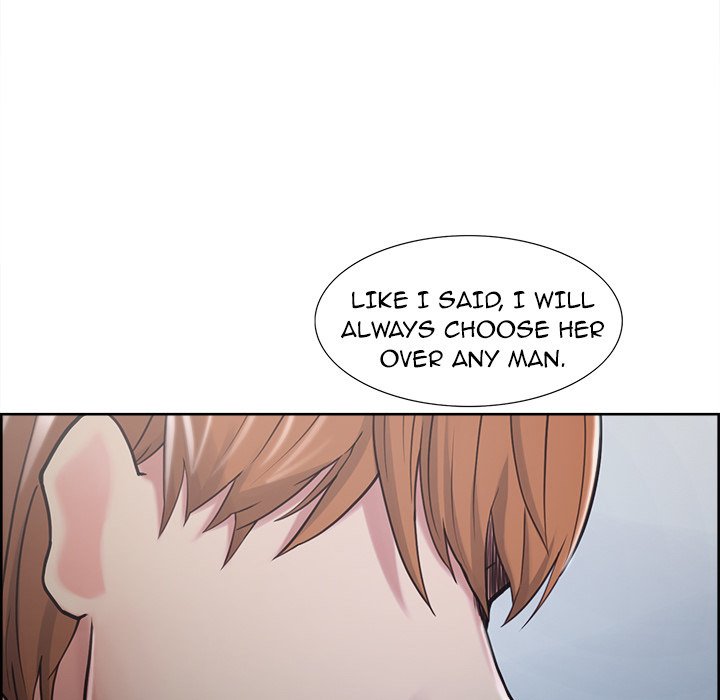 LIKE I SAID, I WILL
ALWAYS CHOOSE HER
OVER ANY MAN.